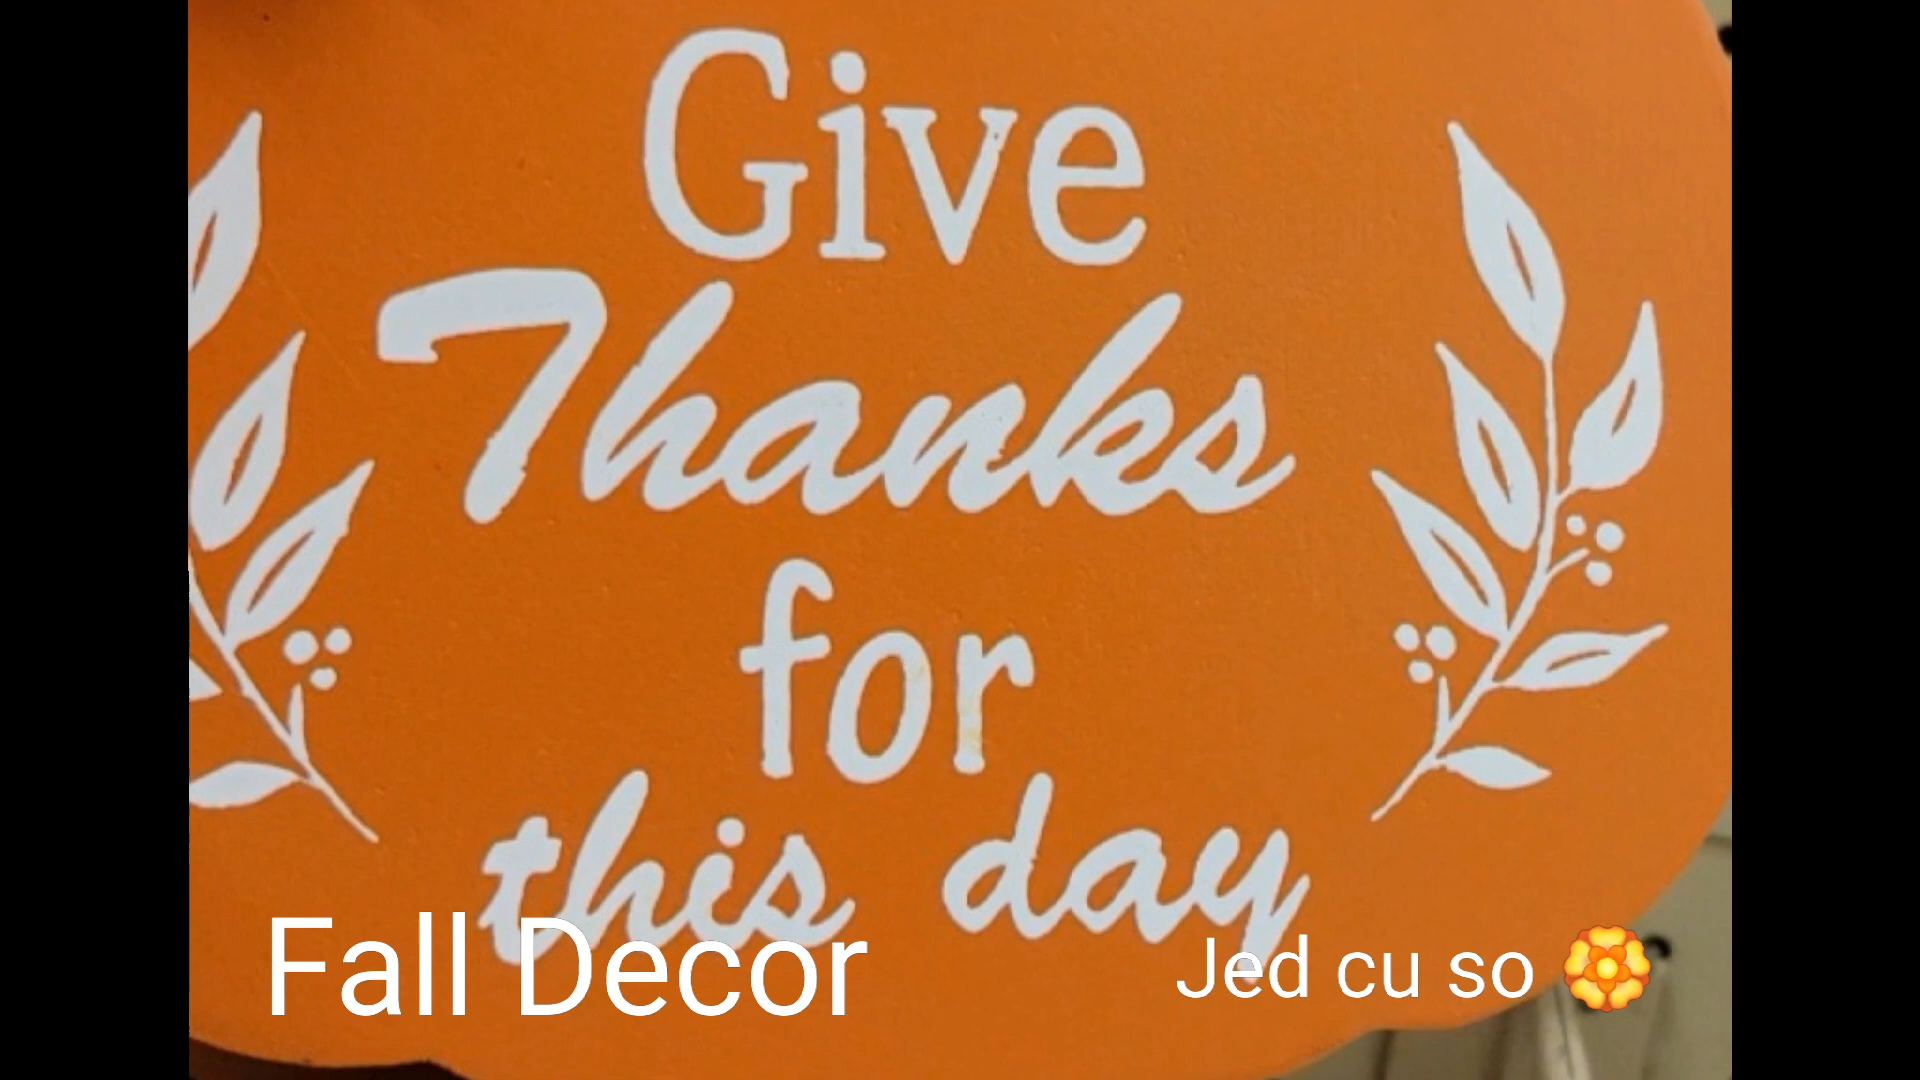 Give
Thanks
for
this day
Fall Decor
Jed cu so 🏵️